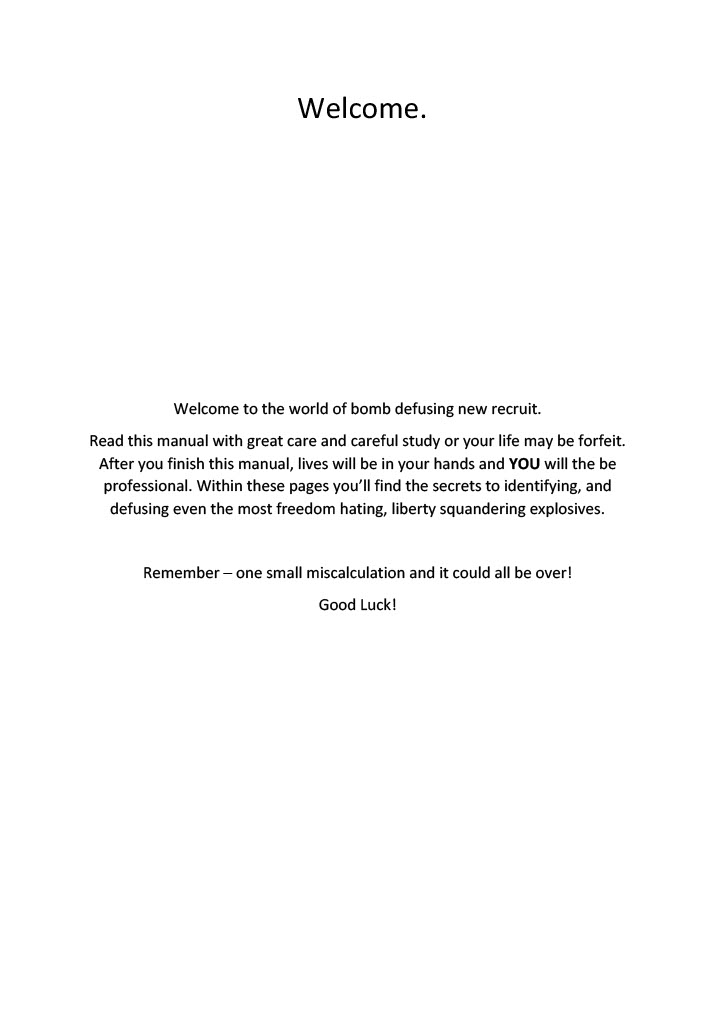 Welcome.
Welcome to the world of bomb defusing new recruit.
Read this manual with great care and careful study or your life may be forfeit.
After you finish this manual, lives will be in your hands and YOU will the be
professional. Within these pages you’ll find the secrets to identifying, and
defusing even the most freedom hating, liberty squandering explosives.
Remember – one small miscalculation and it could all be over!
Good Luck!